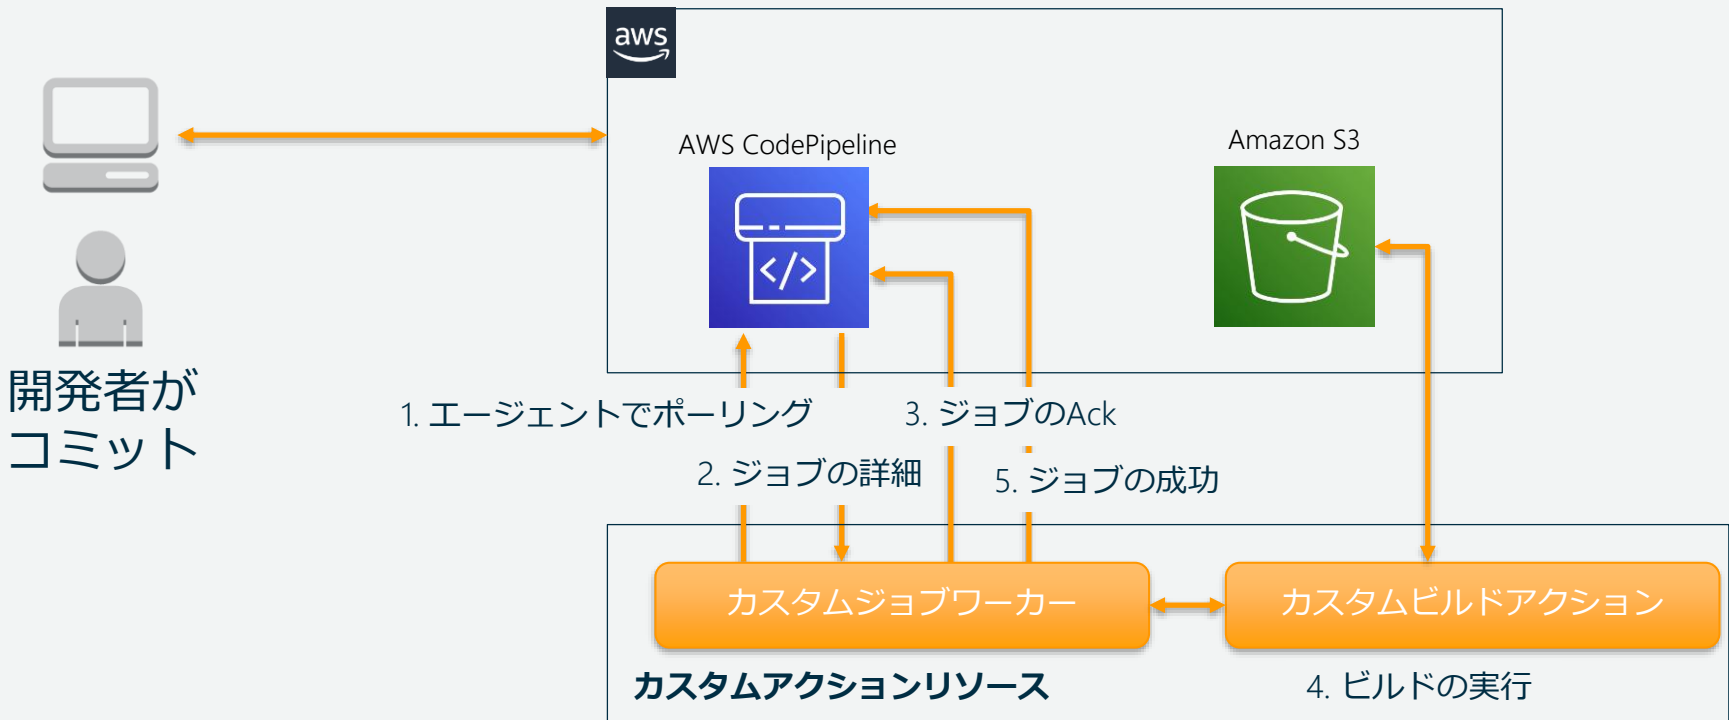 aws
AWS CodePipeline
Amazon S3
</>
開発者が
コミット
1. エージェントでポーリング
3. ジョブのAck
2. ジョブの詳細
5. ジョブの成功
カスタムジョブワーカー
カスタムビルドアクション
カスタムアクションリソース
4. ビルドの実行